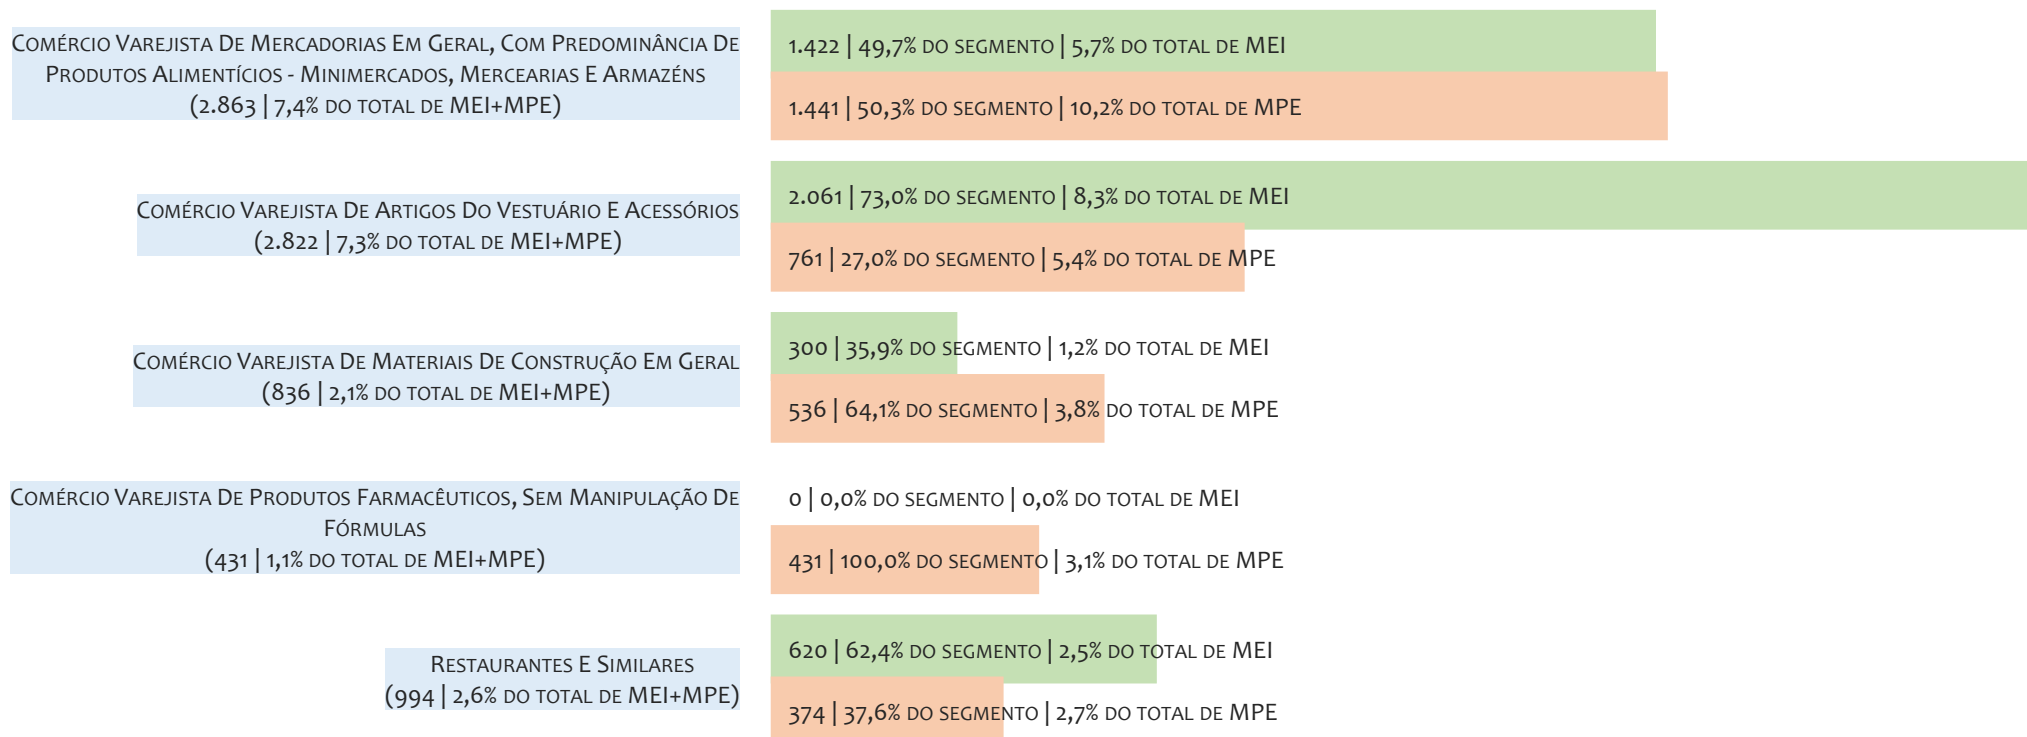 Comércio Varejista De Mercadorias Em Geral, Com Predominância De
Produtos Alimentícios - Minimercados, Mercearias E Armazéns
(2.863 | 7,4% do total de MEI+MPE)
1.422 | 49,7% do segmento | 5,7% do total de MEI
1.441 | 50,3% do segmento | 10,2% do total de MPE
Comércio Varejista De Artigos Do Vestuário E Acessórios
(2.822 | 7,3% do total de MEI+MPE)
2.061 | 73,0% do segmento | 8,3% do total de MEI
761 | 27,0% do segmento | 5,4% do total de MPE
Comércio Varejista De Materiais De Construção Em Geral
(836 | 2,1% do total de MEI+MPE)
300 | 35,9% do segmento | 1,2% do total de MEI
536 | 64,1% do segmento | 3,8% do total de MPE
Comércio Varejista De Produtos Farmacêuticos, Sem Manipulação De
Fórmulas
(431 | 1,1% do total de MEI+MPE)
0 | 0,0% do segmento | 0,0% do total de MEI
431 | 100,0% do segmento | 3,1% do total de MPE
Restaurantes E Similares
(994 | 2,6% do total de MEI+MPE)
620 | 62,4% do segmento | 2,5% do total de MEI
374 | 37,6% do segmento | 2,7% do total de MPE